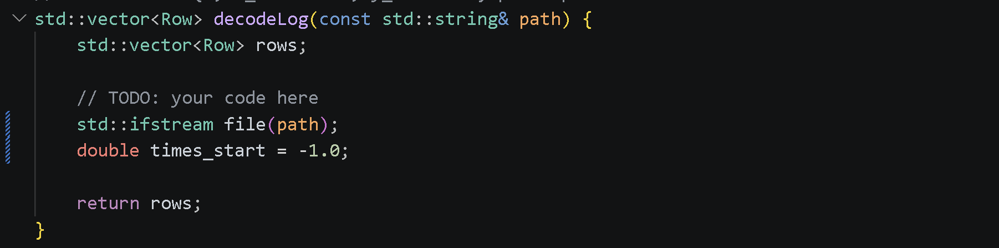 std::vector<Row> decodeLog(const std::string& path) {
std::vector<Row> rows;
// TODO: your code here
std::ifstream file(path);
double times_start = -1.0;
return rows;
}